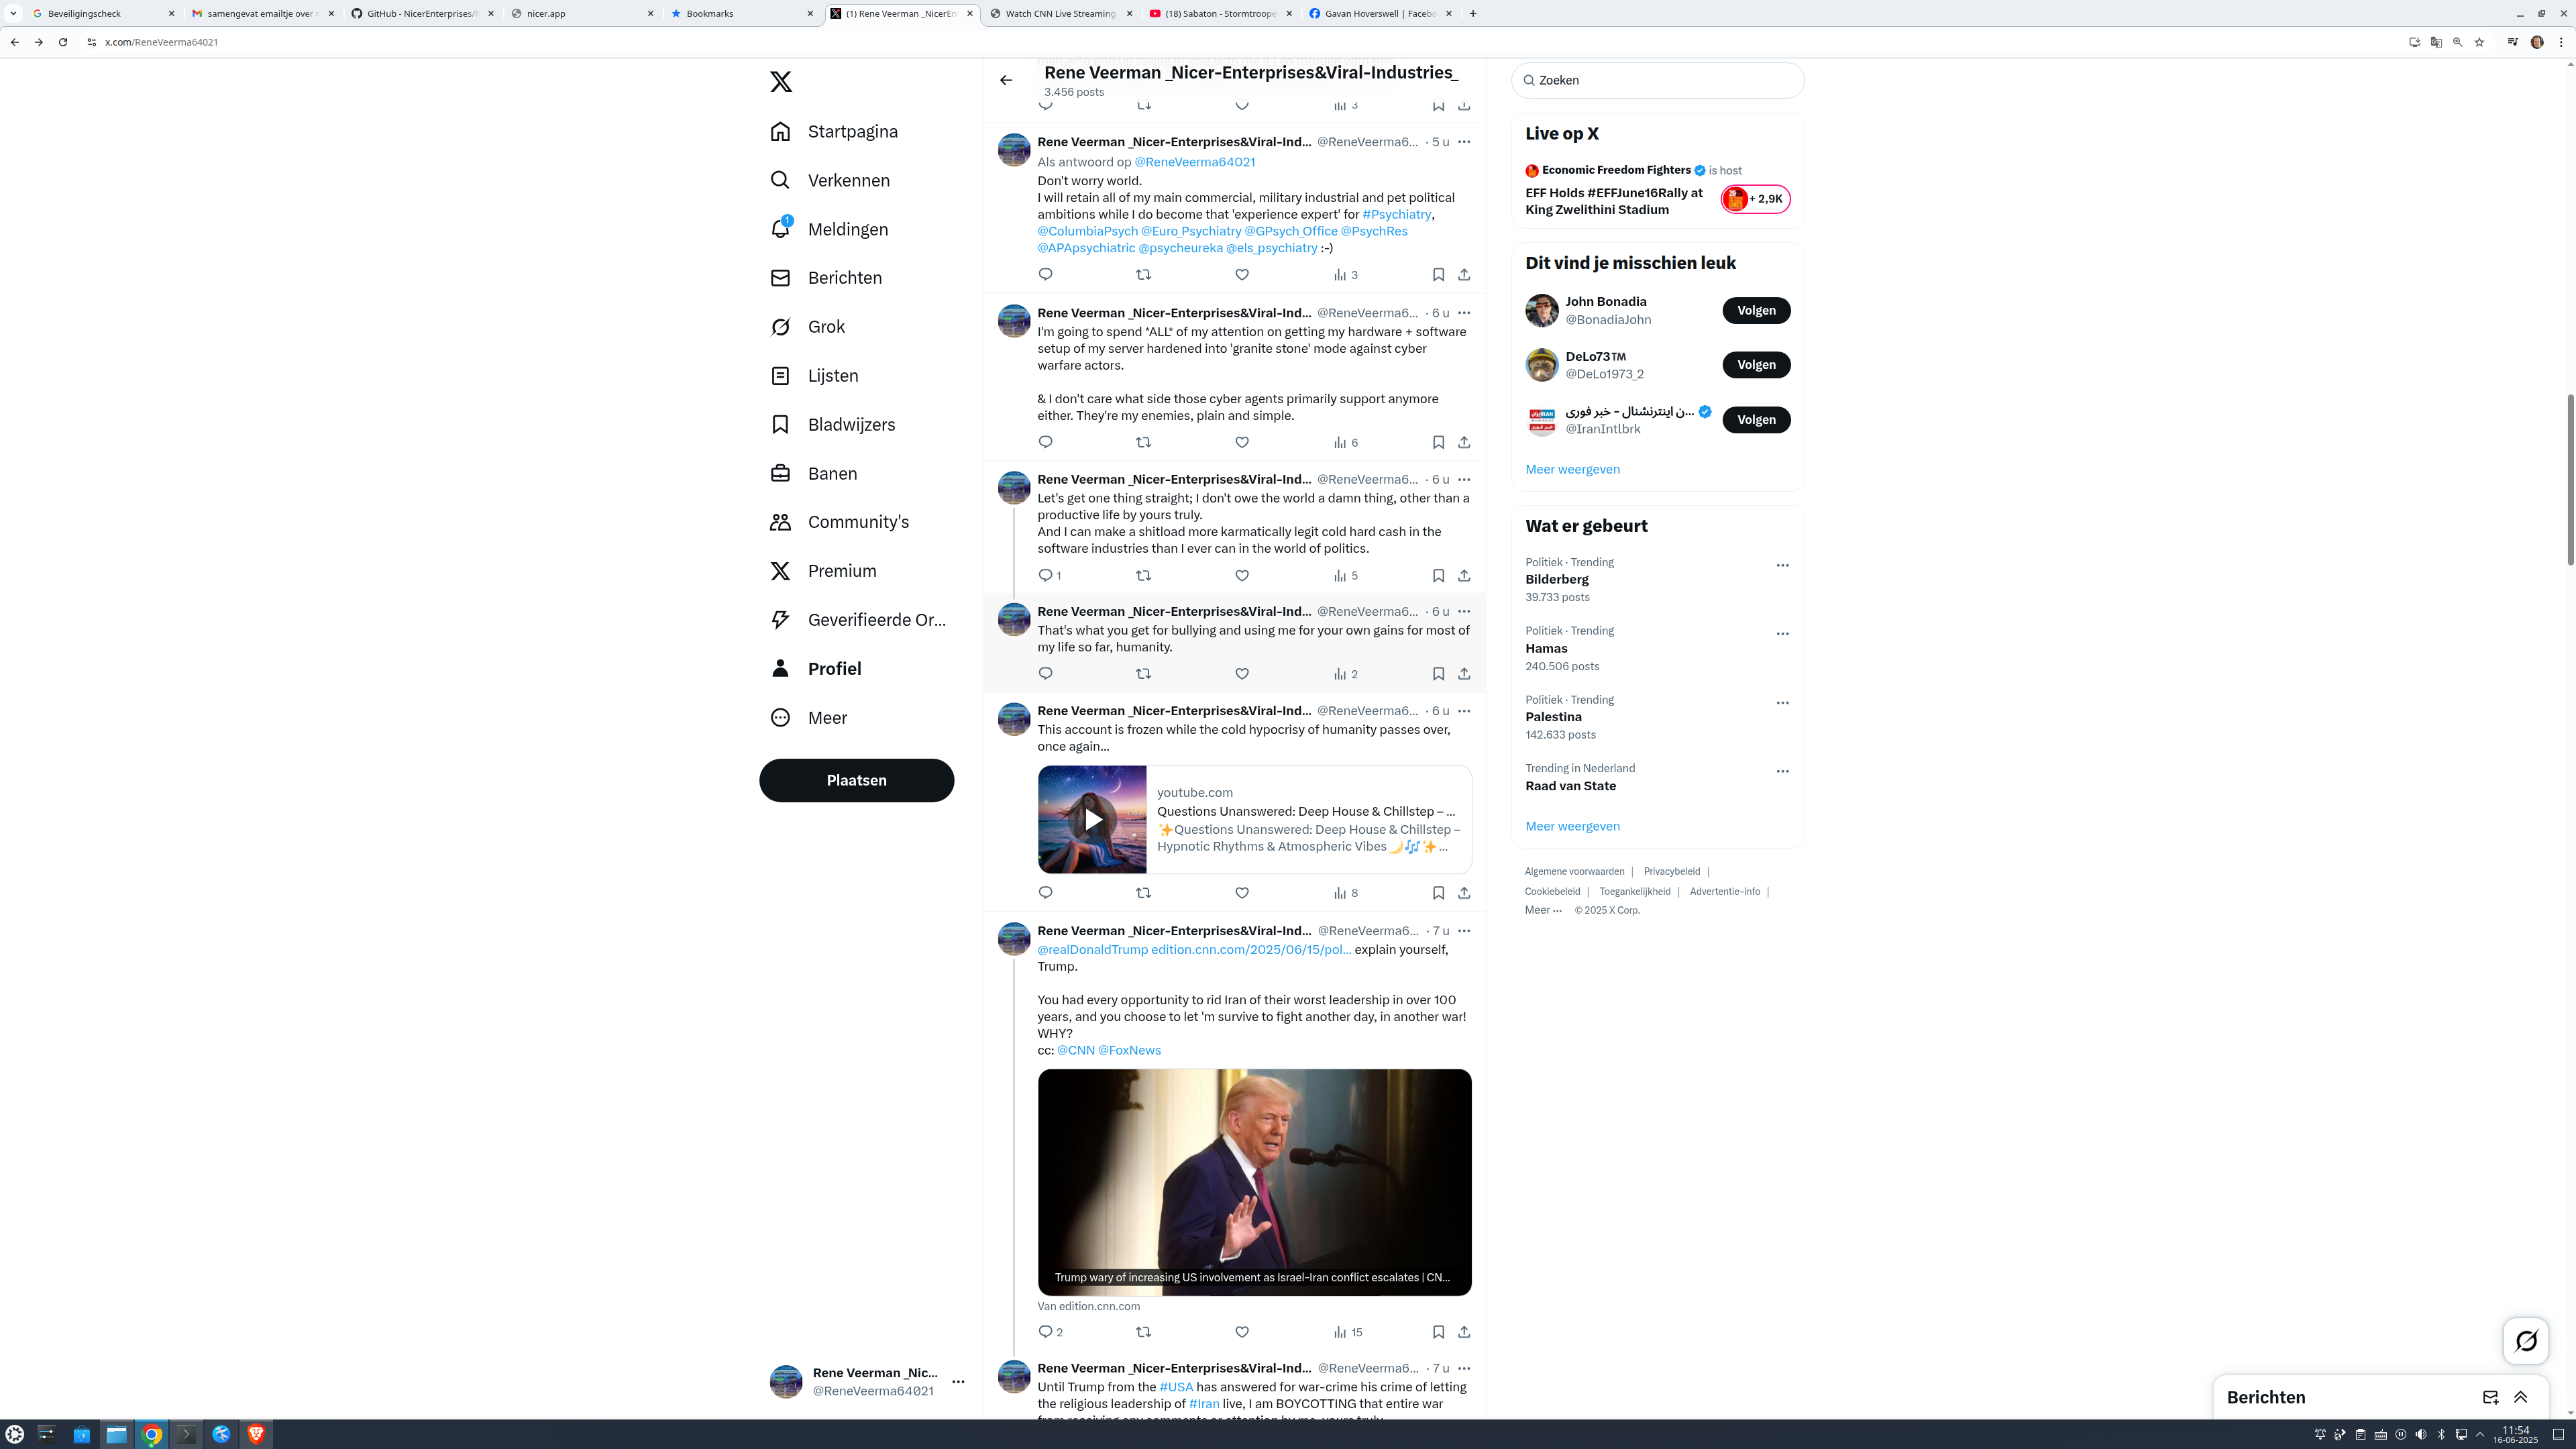 Beveiligingscheck
samengevat emailtje over r
GitHub - NicerEnterprises/
nicer.app
Bookmarks
(1) Rene Veerman _NicerEn
Watch CNN Live Streaming
(18) Sabaton - Stormtroope
Gavan Hoverswell | Facebo
x.com/ReneVeerma64021
Startpagina
Verkennen
1
Meldingen
Berichten
Grok
Lijsten
Bladwijzers
Banen
Community's
Premium
Geverifieerde Or...
Profiel
Meer
Plaatsen
Rene Veerman _Nic...
@ReneVeerma64021
Rene Veerman _Nicer-Enterprises&Viral-Industries_
3.456 posts
3
Rene Veerman _Nicer-Enterprises&Viral-Ind... @ReneVeerma6... · 5 u
Als antwoord op @ReneVeerma64021
Don't worry world.
I will retain all of my main commercial, military industrial and pet political
ambitions while I do become that 'experience expert' for #Psychiatry,
@ColumbiaPsych @Euro_Psychiatry @GPsych_Office @PsychRes
@APApsychiatric @psycheureka @els_psychiatry :-)
3
Rene Veerman _Nicer-Enterprises&Viral-Ind... @ReneVeerma6... · 6 u
I'm going to spend *ALL* of my attention on getting my hardware + software
setup of my server hardened into 'granite stone' mode against cyber
warfare actors.
& I don't care what side those cyber agents primarily support anymore
either. They're my enemies, plain and simple.
6
Rene Veerman _Nicer-Enterprises&Viral-Ind... @ReneVeerma6... · 6 u
Let's get one thing straight; I don't owe the world a damn thing, other than a
productive life by yours truly.
And I can make a shitload more karmatically legit cold hard cash in the
software industries than I ever can in the world of politics.
1 5
Rene Veerman _Nicer-Enterprises&Viral-Ind... @ReneVeerma6... · 6 u
That's what you get for bullying and using me for your own gains for most of
my life so far, humanity.
2
Rene Veerman _Nicer-Enterprises&Viral-Ind... @ReneVeerma6... · 6 u
This account is frozen while the cold hypocrisy of humanity passes over,
once again...
youtube.com
Questions Unanswered: Deep House & Chillstep – ...
✨Questions Unanswered: Deep House & Chillstep –
Hypnotic Rhythms & Atmospheric Vibes🌙🎶✨...
8
Rene Veerman _Nicer-Enterprises&Viral-Ind... @ReneVeerma6... · 7 u
@realDonaldTrump edition.cnn.com/2025/06/15/pol... explain yourself,
Trump.
You had every opportunity to rid Iran of their worst leadership in over 100
years, and you choose to let 'm survive to fight another day, in another war!
WHY?
cc: @CNN @FoxNews
Trump wary of increasing US involvement as Israel-Iran conflict escalates | CN...
Van edition.cnn.com
2 15
Rene Veerman _Nicer-Enterprises&Viral-Ind... @ReneVeerma6... · 7 u
Until Trump from the #USA has answered for war-crime his crime of letting
the religious leadership of #Iran live, I am BOYCOTTING that entire war
Zoeken
Live op X
Economic Freedom Fighters is host
EFF Holds #EFFJune16Rally at
King Zwelithini Stadium
+ 2,9K
Dit vind je misschien leuk
John Bonadia
@BonadiaJohn
Volgen
DeLo73™
@DeLo1973_2
Volgen
ن اینترنشنال - خبر فوری...
@IranIntlbrk
Volgen
Meer weergeven
Wat er gebeurt
Politiek · Trending
Bilderberg
39.733 posts
Politiek · Trending
Hamas
240.506 posts
Politiek · Trending
Palestina
142.633 posts
Trending in Nederland
Raad van State
Meer weergeven
Algemene voorwaarden | Privacybeleid |
Cookiebeleid | Toegankelijkheid | Advertentie-info |
Meer ··· © 2025 X Corp.
Berichten
11:54
16-06-2025